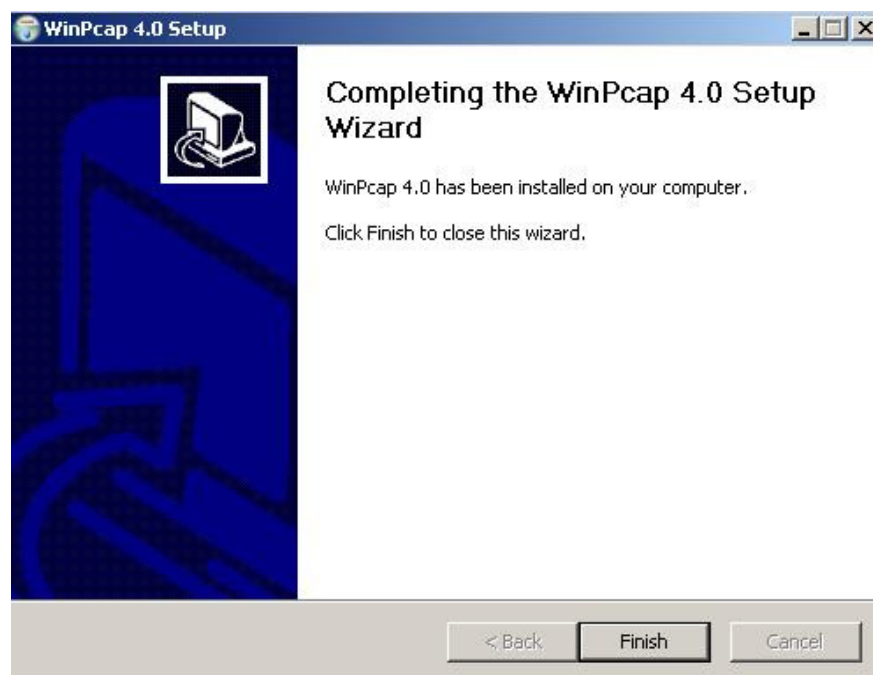 WinPcap 4.0 Setup
Completing the WinPcap 4.0 Setup
Wizard
WinPcap 4.0 has been installed on your computer.
Click Finish to close this wizard.
< Back
Finish
Cancel